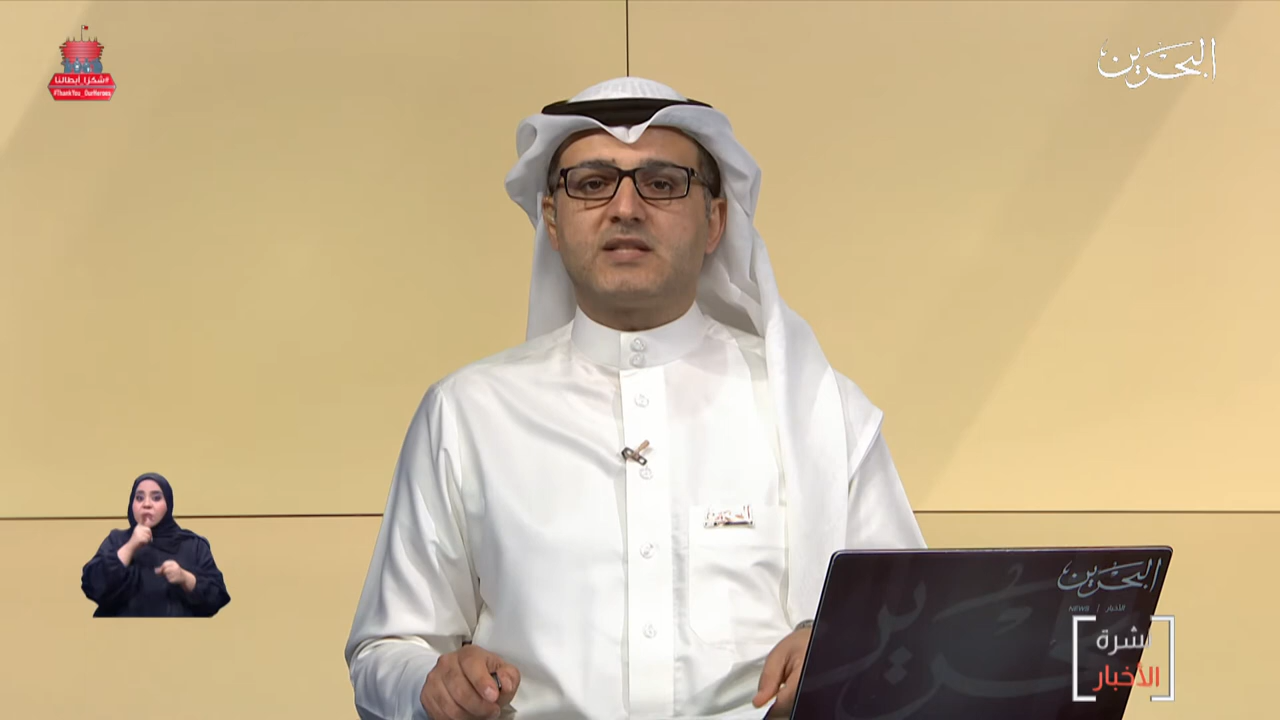 #شكرا_أبطالنا
#ThankYou_OurHeroes
البحرين
البحرين
البحرين
NEWS | الأخبار
نشرة
الأخبار